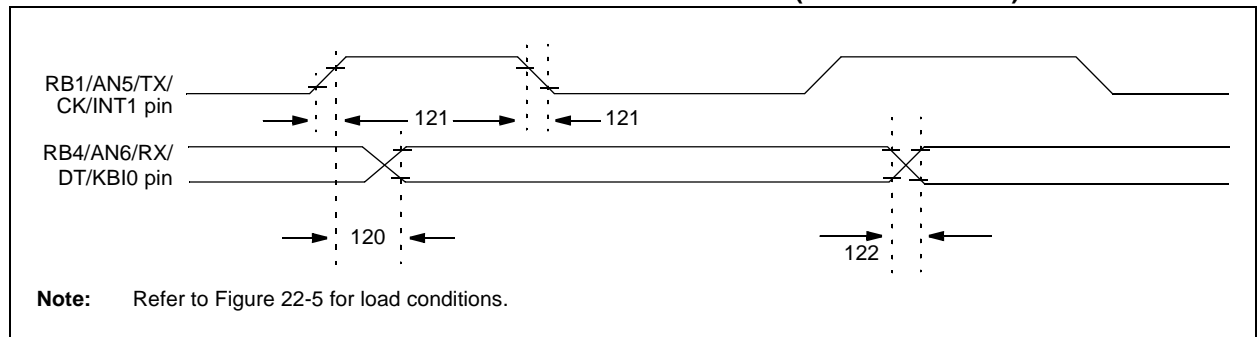 RB1/AN5/TX/
CK/INT1 pin
121
121
RB4/AN6/RX/
DT/KBI0 pin
120
122
Note: Refer to Figure 22-5 for load conditions.